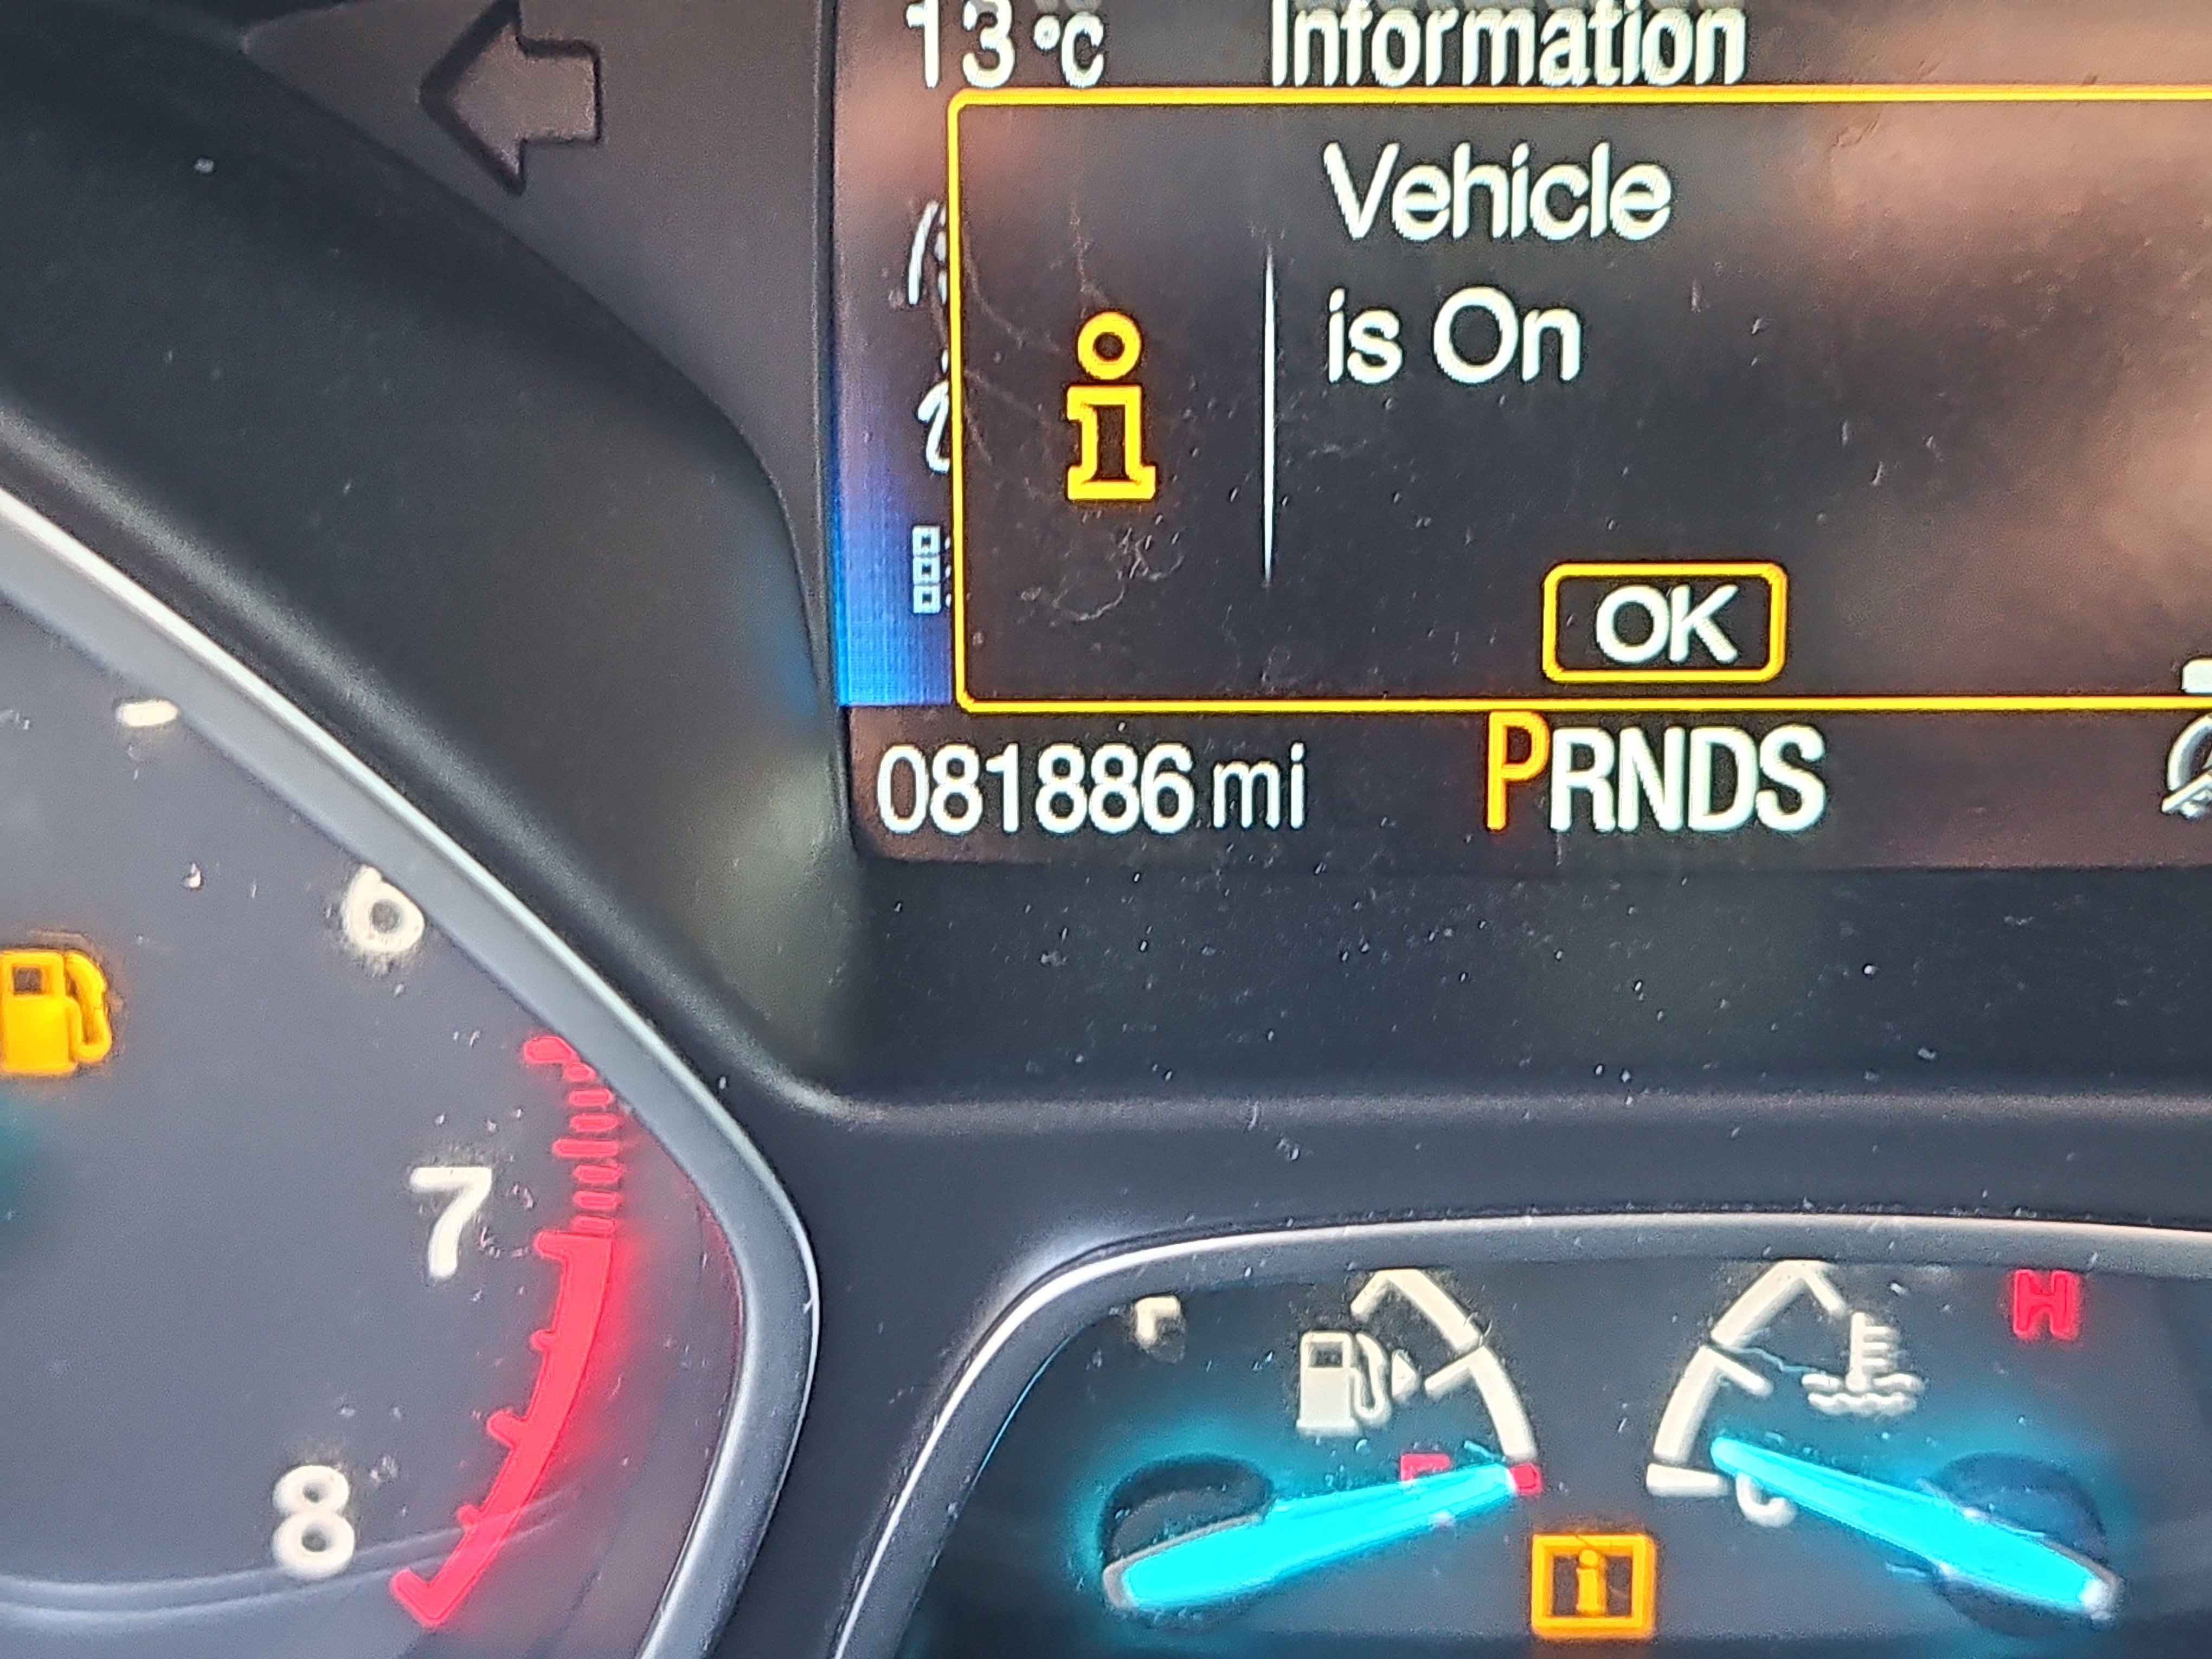 13 °C Information
Vehicle
is On
i
OK
081886 mi PRNDS
6
7
8
H
C
i